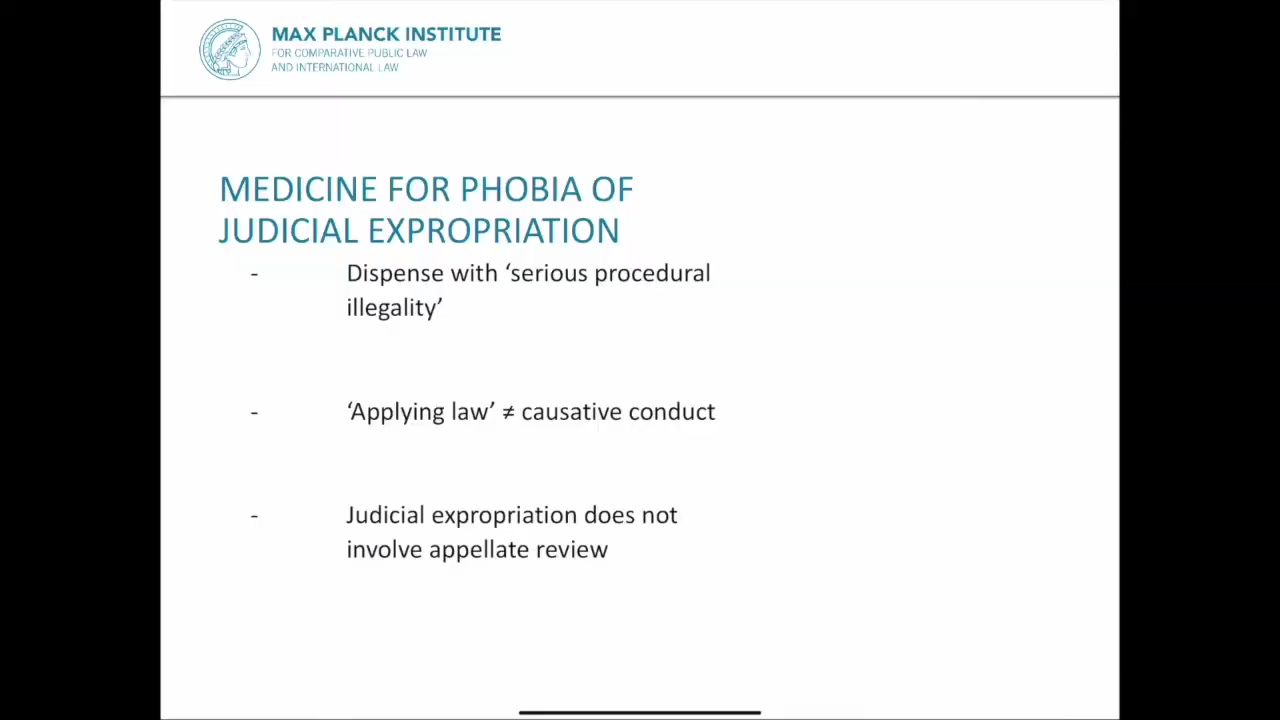 MAX PLANCK INSTITUTE
FOR COMPARATIVE PUBLIC LAW
AND INTERNATIONAL LAW
MEDICINE FOR PHOBIA OF
JUDICIAL EXPROPRIATION
- Dispense with ‘serious procedural
illegality’
- ‘Applying law’ ≠ causative conduct
- Judicial expropriation does not
involve appellate review